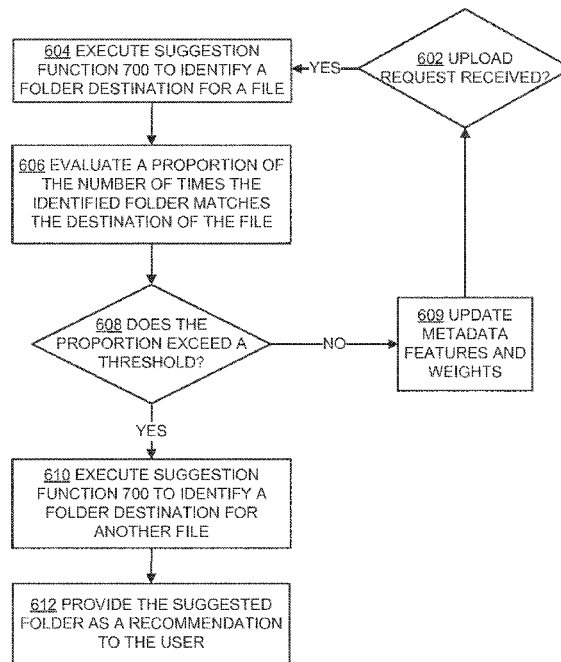 602 UPLOAD
REQUEST RECEIVED?
YES
604 EXECUTE SUGGESTION
FUNCTION 700 TO IDENTIFY A
FOLDER DESTINATION FOR A FILE
606 EVALUATE A PROPORTION OF
THE NUMBER OF TIMES THE
IDENTIFIED FOLDER MATCHES
THE DESTINATION OF THE FILE
608 DOES THE
PROPORTION EXCEED A
THRESHOLD?
NO
609 UPDATE
METADATA
FEATURES AND
WEIGHTS
YES
610 EXECUTE SUGGESTION
FUNCTION 700 TO IDENTIFY A
FOLDER DESTINATION FOR
ANOTHER FILE
612 PROVIDE THE SUGGESTED
FOLDER AS A RECOMMENDATION
TO THE USER